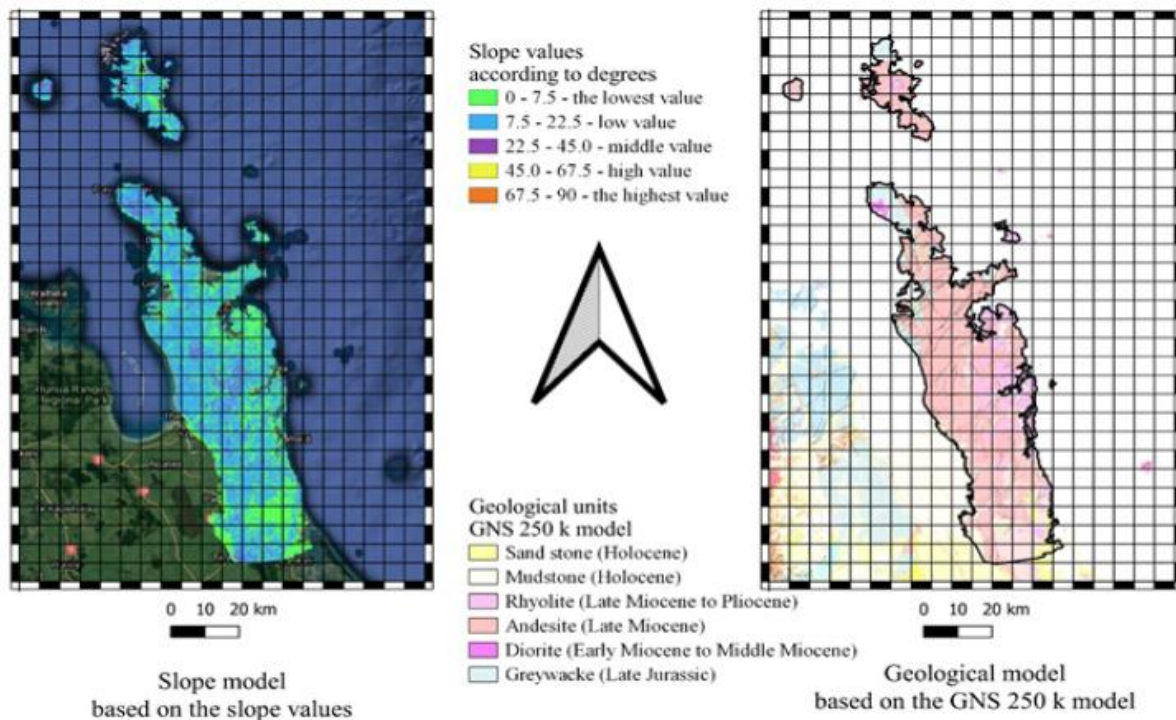 Slope values
according to degrees
0 - 7.5 - the lowest value
7.5 - 22.5 - low value
22.5 - 45.0 - middle value
45.0 - 67.5 - high value
67.5 - 90 - the highest value
Geological units
GNS 250 k model
Sand stone (Holocene)
Mudstone (Holocene)
Rhyolite (Late Miocene to Pliocene)
Andesite (Late Miocene)
Diorite (Early Miocene to Middle Miocene)
Greywacke (Late Jurassic)
0 10 20 km
Slope model
based on the slope values
0 10 20 km
Geological model
based on the GNS 250 k model
Regional Park